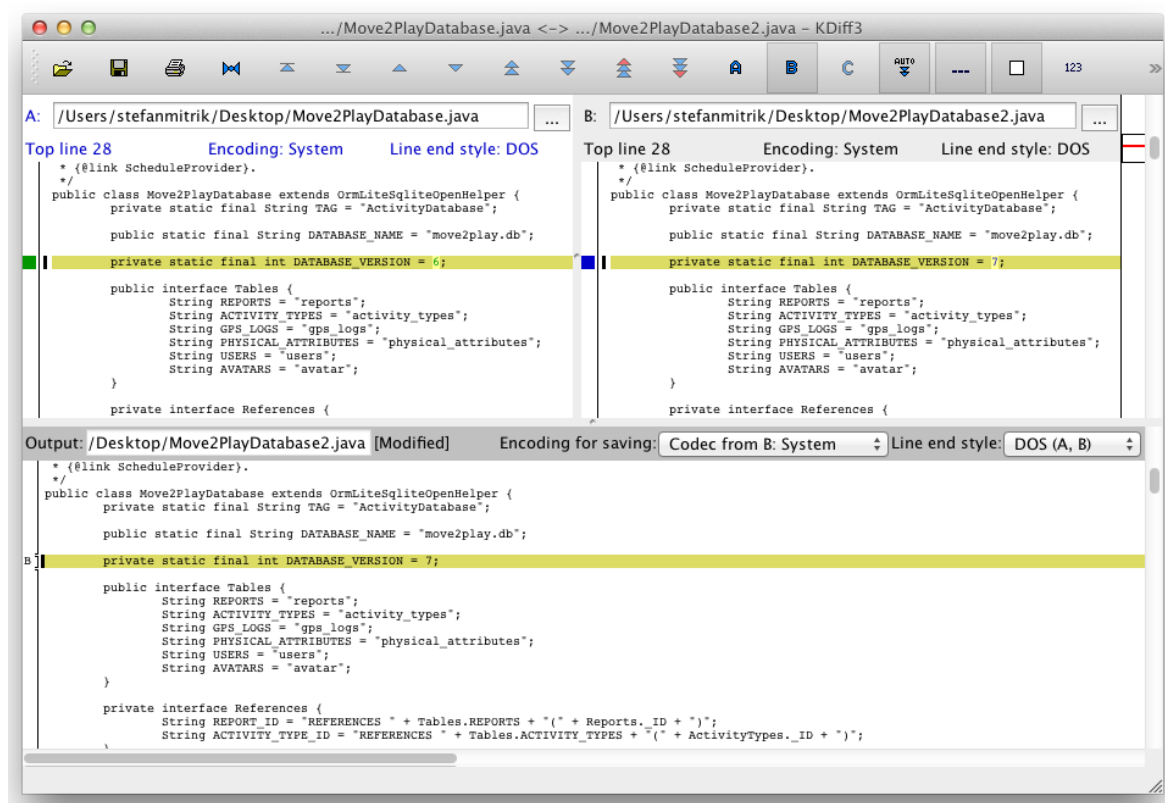 .../Move2PlayDatabase.java <-> .../Move2PlayDatabase2.java – KDiff3
A B C AUTO 123 »
A: /Users/stefanmitrik/Desktop/Move2PlayDatabase.java ...
Top line 28 Encoding: System Line end style: DOS
* {@link ScheduleProvider}.
*/
public class Move2PlayDatabase extends OrmLiteSqliteOpenHelper {
private static final String TAG = "ActivityDatabase";
public static final String DATABASE_NAME = "move2play.db";
private static final int DATABASE_VERSION = 6;
public interface Tables {
String REPORTS = "reports";
String ACTIVITY_TYPES = "activity_types";
String GPS_LOGS = "gps_logs";
String PHYSICAL_ATTRIBUTES = "physical_attributes";
String USERS = "users";
String AVATARS = "avatar";
}
private interface References {
B: /Users/stefanmitrik/Desktop/Move2PlayDatabase2.java ...
Top line 28 Encoding: System Line end style: DOS
* {@link ScheduleProvider}.
*/
public class Move2PlayDatabase extends OrmLiteSqliteOpenHelper {
private static final String TAG = "ActivityDatabase";
public static final String DATABASE_NAME = "move2play.db";
private static final int DATABASE_VERSION = 7;
public interface Tables {
String REPORTS = "reports";
String ACTIVITY_TYPES = "activity_types";
String GPS_LOGS = "gps_logs";
String PHYSICAL_ATTRIBUTES = "physical_attributes";
String USERS = "users";
String AVATARS = "avatar";
}
private interface References {
Output: /Desktop/Move2PlayDatabase2.java [Modified] Encoding for saving: Codec from B: System Line end style: DOS (A, B)
* {@link ScheduleProvider}.
*/
public class Move2PlayDatabase extends OrmLiteSqliteOpenHelper {
private static final String TAG = "ActivityDatabase";
public static final String DATABASE_NAME = "move2play.db";
B private static final int DATABASE_VERSION = 7;
public interface Tables {
String REPORTS = "reports";
String ACTIVITY_TYPES = "activity_types";
String GPS_LOGS = "gps_logs";
String PHYSICAL_ATTRIBUTES = "physical_attributes";
String USERS = "users";
String AVATARS = "avatar";
}
private interface References {
String REPORT_ID = "REFERENCES " + Tables.REPORTS + "(" + Reports._ID + ")";
String ACTIVITY_TYPE_ID = "REFERENCES " + Tables.ACTIVITY_TYPES + "(" + ActivityTypes._ID + ")";